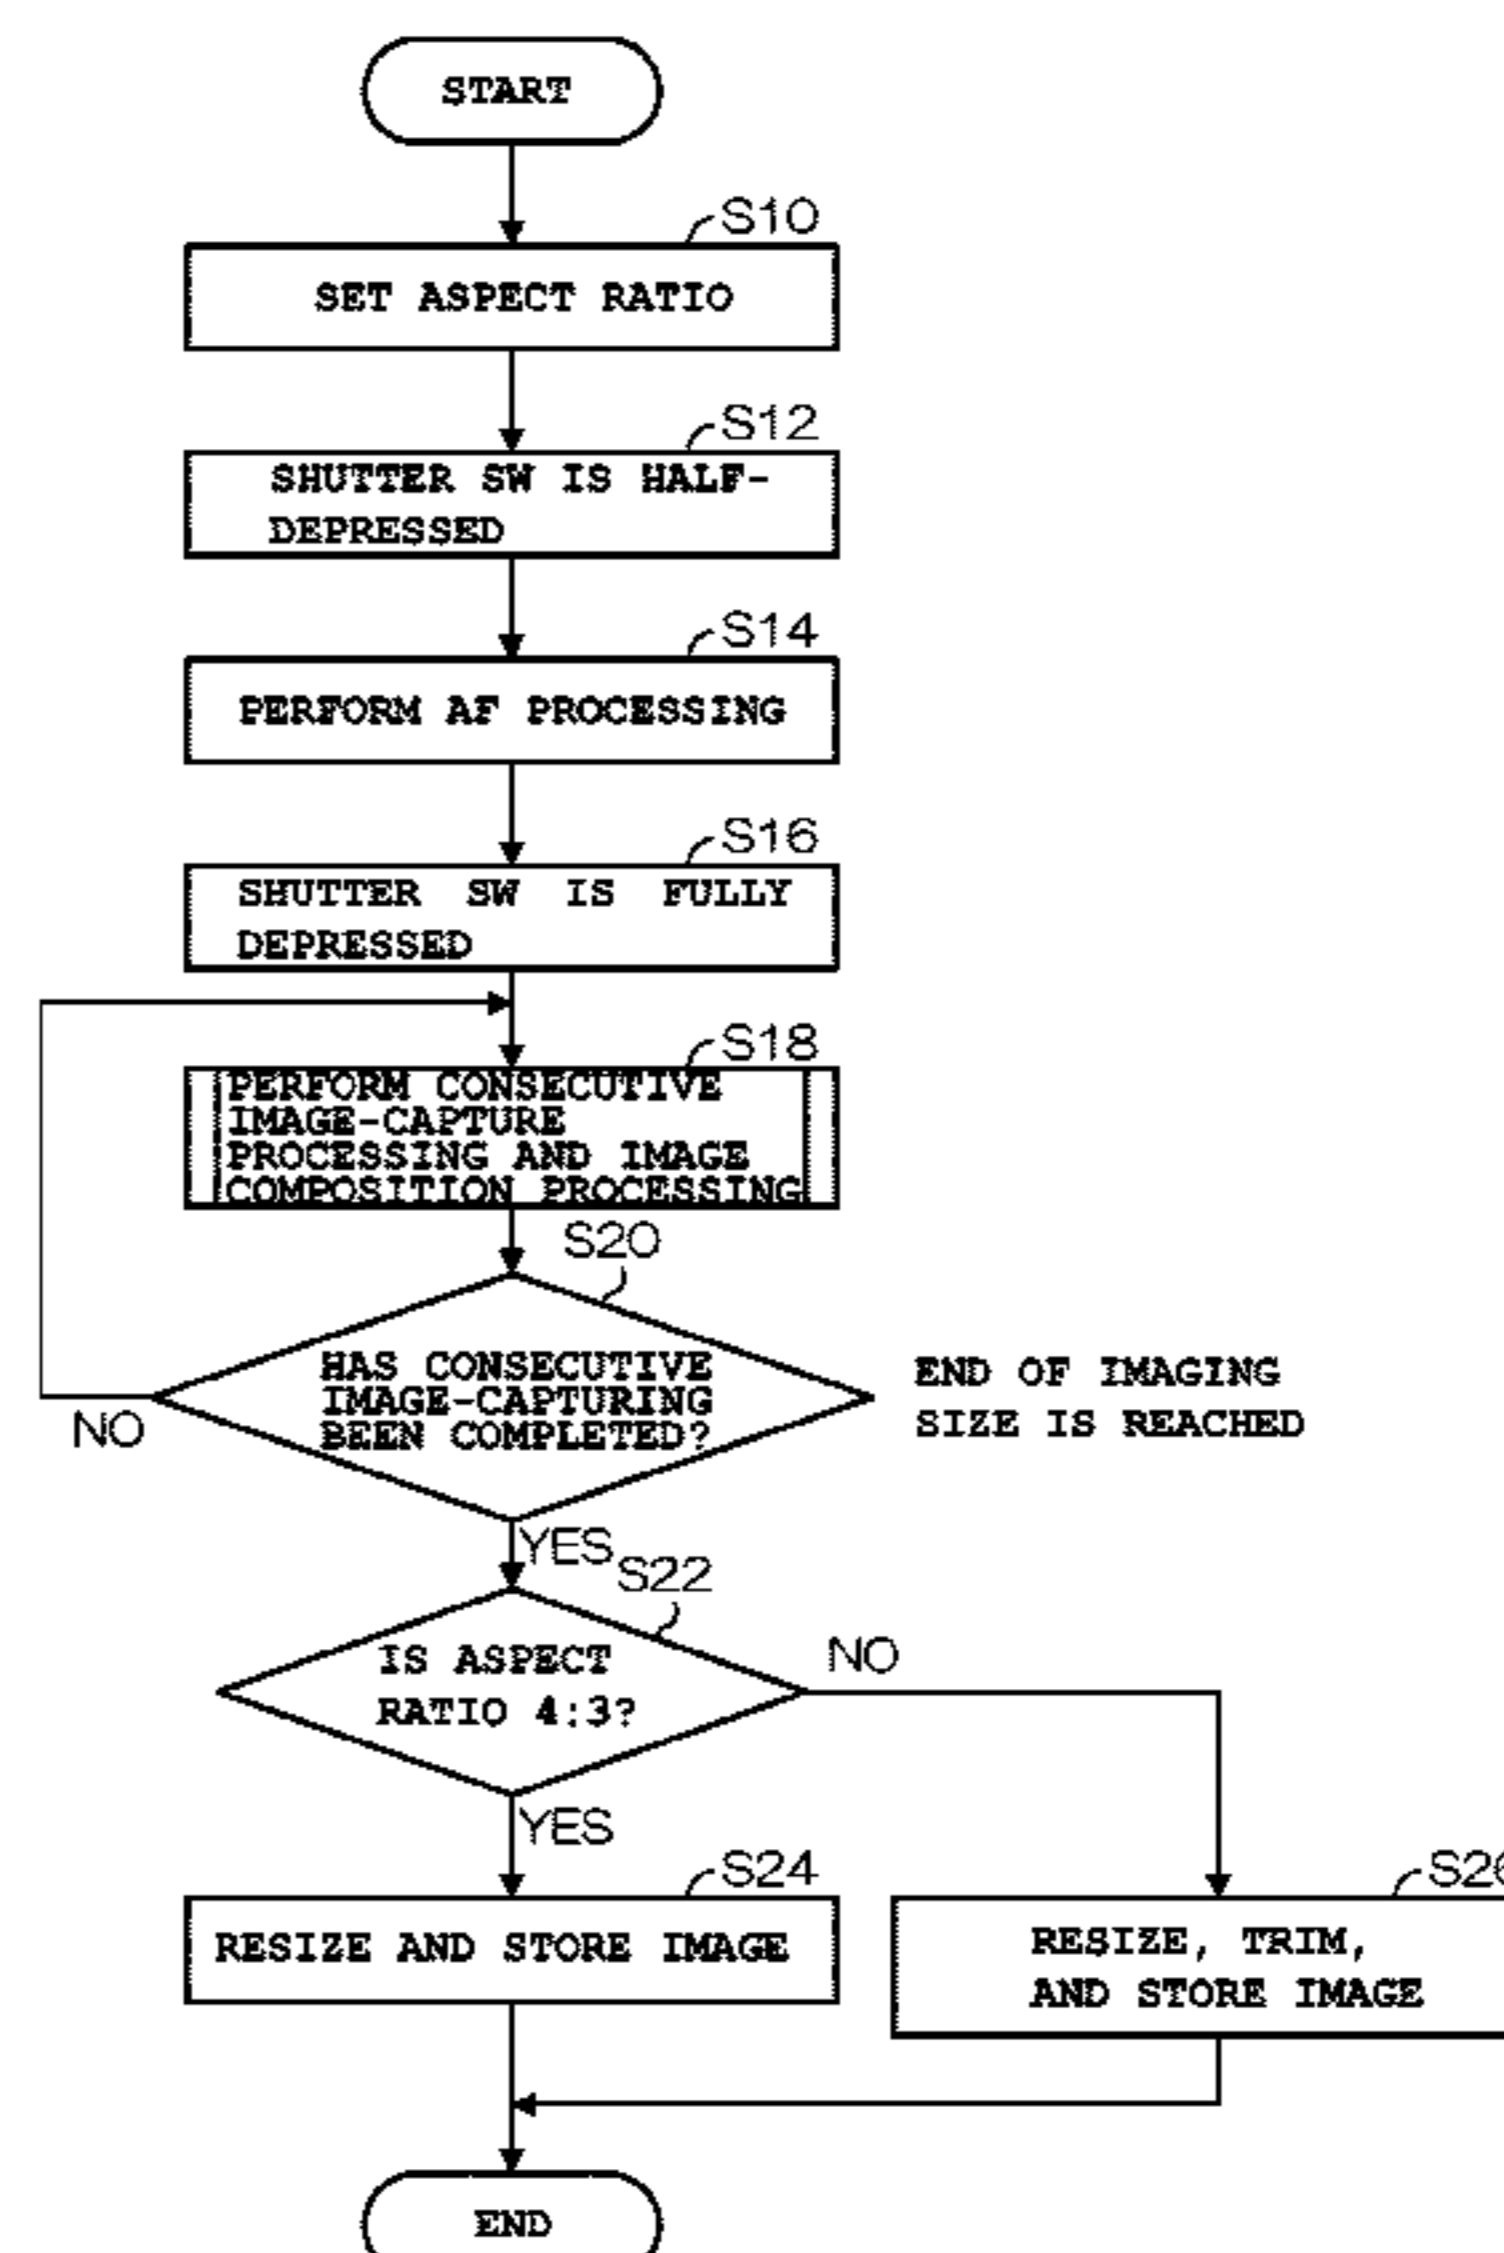 START
S10
SET ASPECT RATIO
S12
SHUTTER SW IS HALF-
DEPRESSED
S14
PERFORM AF PROCESSING
S16
SHUTTER SW IS FULLY
DEPRESSED
S18
PERFORM CONSECUTIVE
IMAGE-CAPTURE
PROCESSING AND IMAGE
COMPOSITION PROCESSING
S20
HAS CONSECUTIVE
IMAGE-CAPTURING
BEEN COMPLETED?
END OF IMAGING
SIZE IS REACHED
NO
YES
S22
IS ASPECT
RATIO 4:3?
NO
YES
S24
RESIZE AND STORE IMAGE
S26
RESIZE, TRIM,
AND STORE IMAGE
END